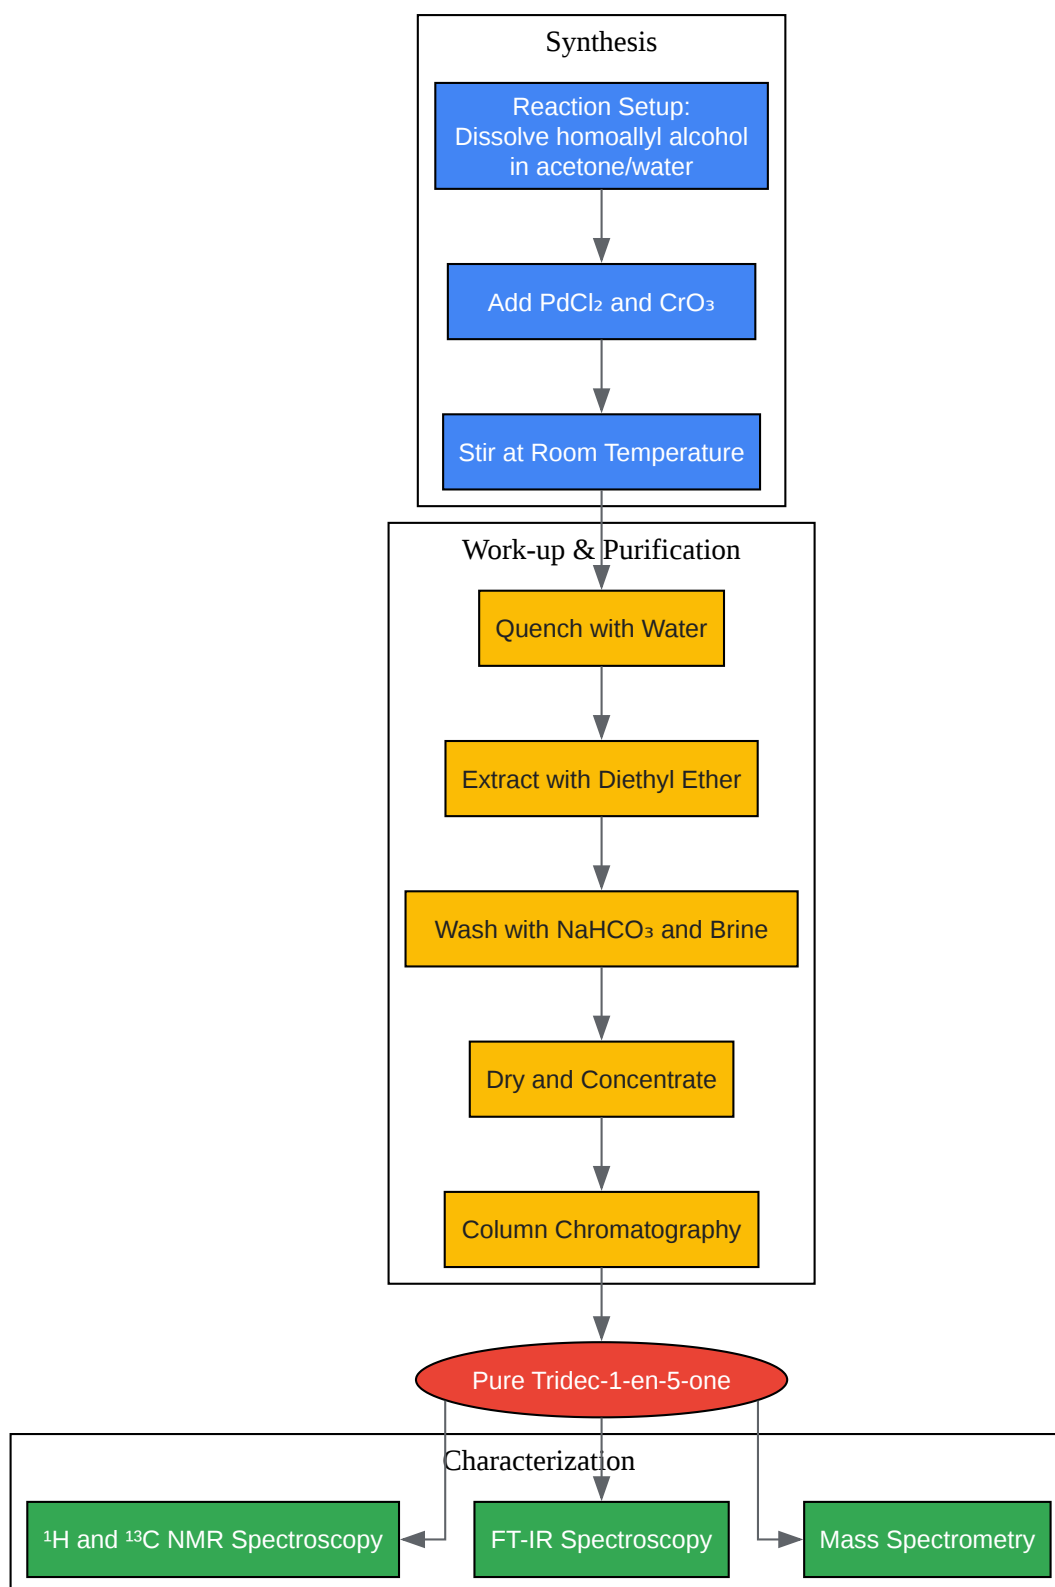 Synthesis
Reaction Setup:
Dissolve homoallyl alcohol
in acetone/water
Add PdCl₂ and CrO₃
Stir at Room Temperature
Work-up & Purification
Quench with Water
Extract with Diethyl Ether
Wash with NaHCO₃ and Brine
Dry and Concentrate
Column Chromatography
Pure Tridec-1-en-5-one
Characterization
¹H and ¹³C NMR Spectroscopy
FT-IR Spectroscopy
Mass Spectrometry